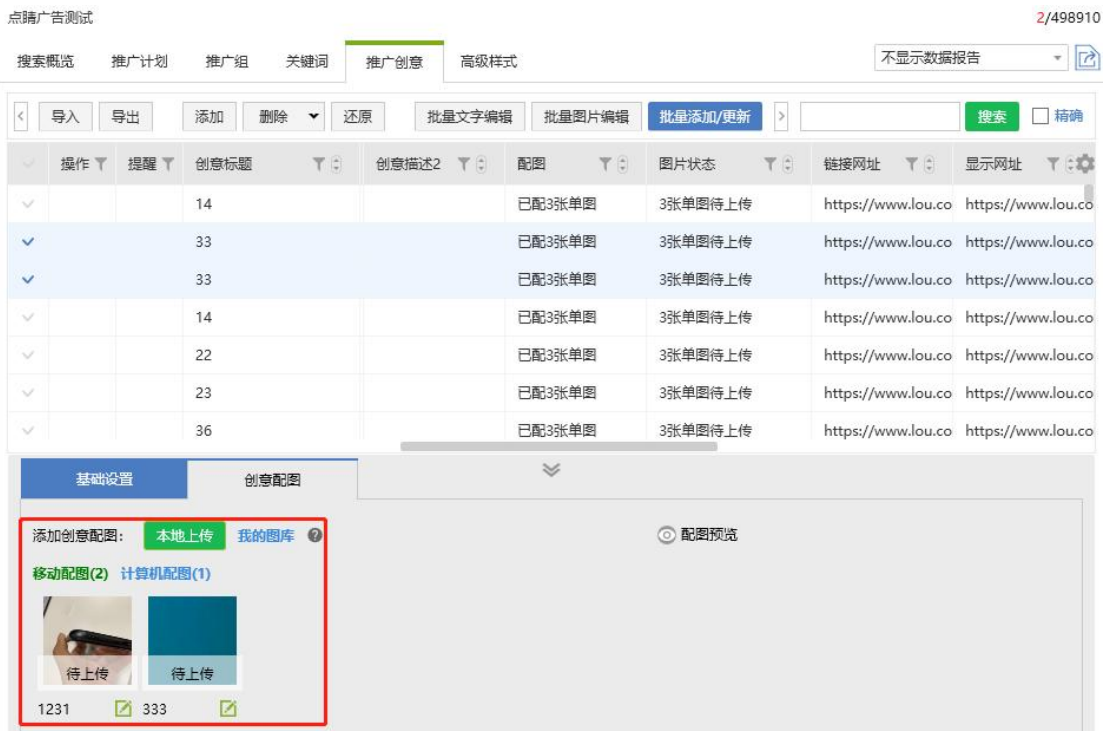 点睛广告测试 2/498910
搜索概览 推广计划 推广组 关键词 推广创意 高级样式 不显示数据报告
导入 导出 添加 删除 还原 批量文字编辑 批量图片编辑 批量添加/更新 搜索 精确
操作 提醒 创意标题 创意描述2 配图 图片状态 链接网址 显示网址
14 已配3张单图 3张单图待上传 https://www.lou.co https://www.lou.co
33 已配3张单图 3张单图待上传 https://www.lou.co https://www.lou.co
33 已配3张单图 3张单图待上传 https://www.lou.co https://www.lou.co
14 已配3张单图 3张单图待上传 https://www.lou.co https://www.lou.co
22 已配3张单图 3张单图待上传 https://www.lou.co https://www.lou.co
23 已配3张单图 3张单图待上传 https://www.lou.co https://www.lou.co
36 已配3张单图 3张单图待上传 https://www.lou.co https://www.lou.co
基础设置 创意配图
添加创意配图： 本地上传 我的图库 ? 配图预览
移动配图(2) 计算机配图(1)
待上传 待上传
1231 333